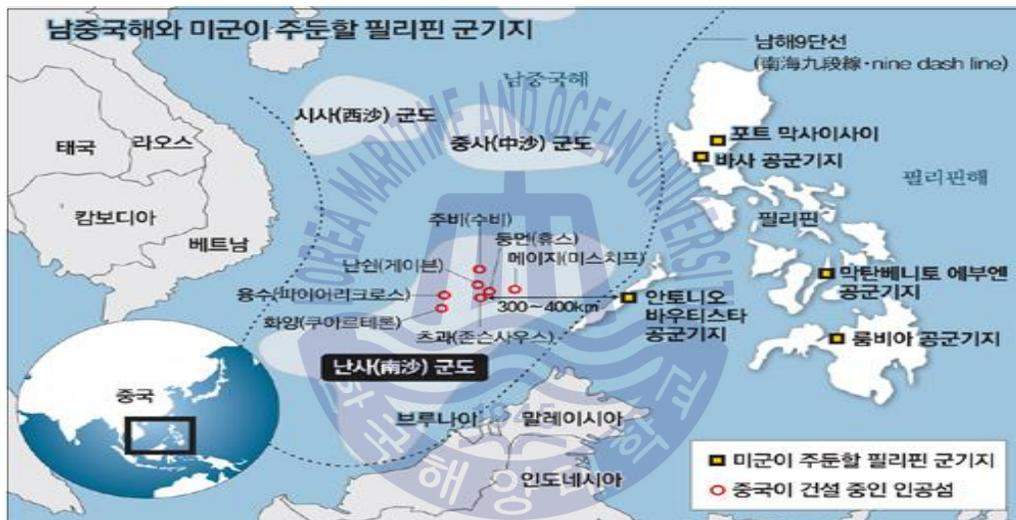 남중국해와 미군이 주둔할 필리핀 군기지
남해9단선
(南海九段線·nine dash line)
남중국해
시사(西沙) 군도
중사(中沙) 군도
태국
라오스
캄보디아
베트남
포트 막사이사이
바사 공군기지
필리핀해
필리핀
주비(수비)
둥먼(휴스)
메이지(미스치프)
난쉰(게이븐)
융수(파이어리크로스)
화양(쿠아르테론)
츠과(존슨사우스)
300~400km
안토니오
바우티스타
공군기지
막탄베니토 에부엔
공군기지
룸비아 공군기지
난사(南沙) 군도
중국
브루나이
말레이시아
인도네시아
미군이 주둔할 필리핀 군기지
중국이 건설 중인 인공섬
KOREA MARITIME AND OCEAN UNIVERSITY
1945